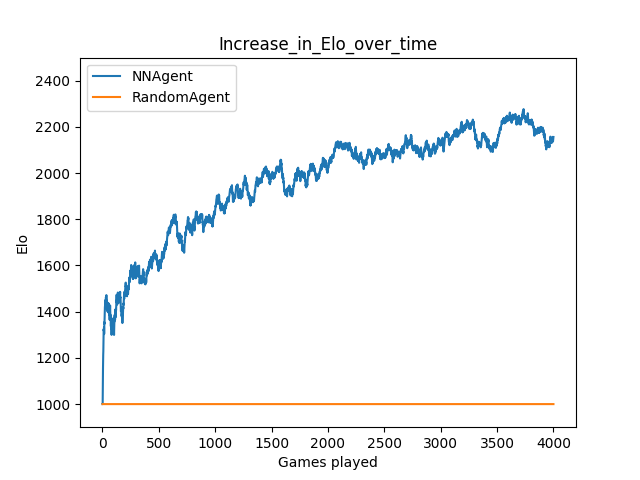 Increase_in_Elo_over_time
NNAgent
RandomAgent
2400
2200
2000
1800
1600
1400
1200
1000
Elo
0 500 1000 1500 2000 2500 3000 3500 4000
Games played